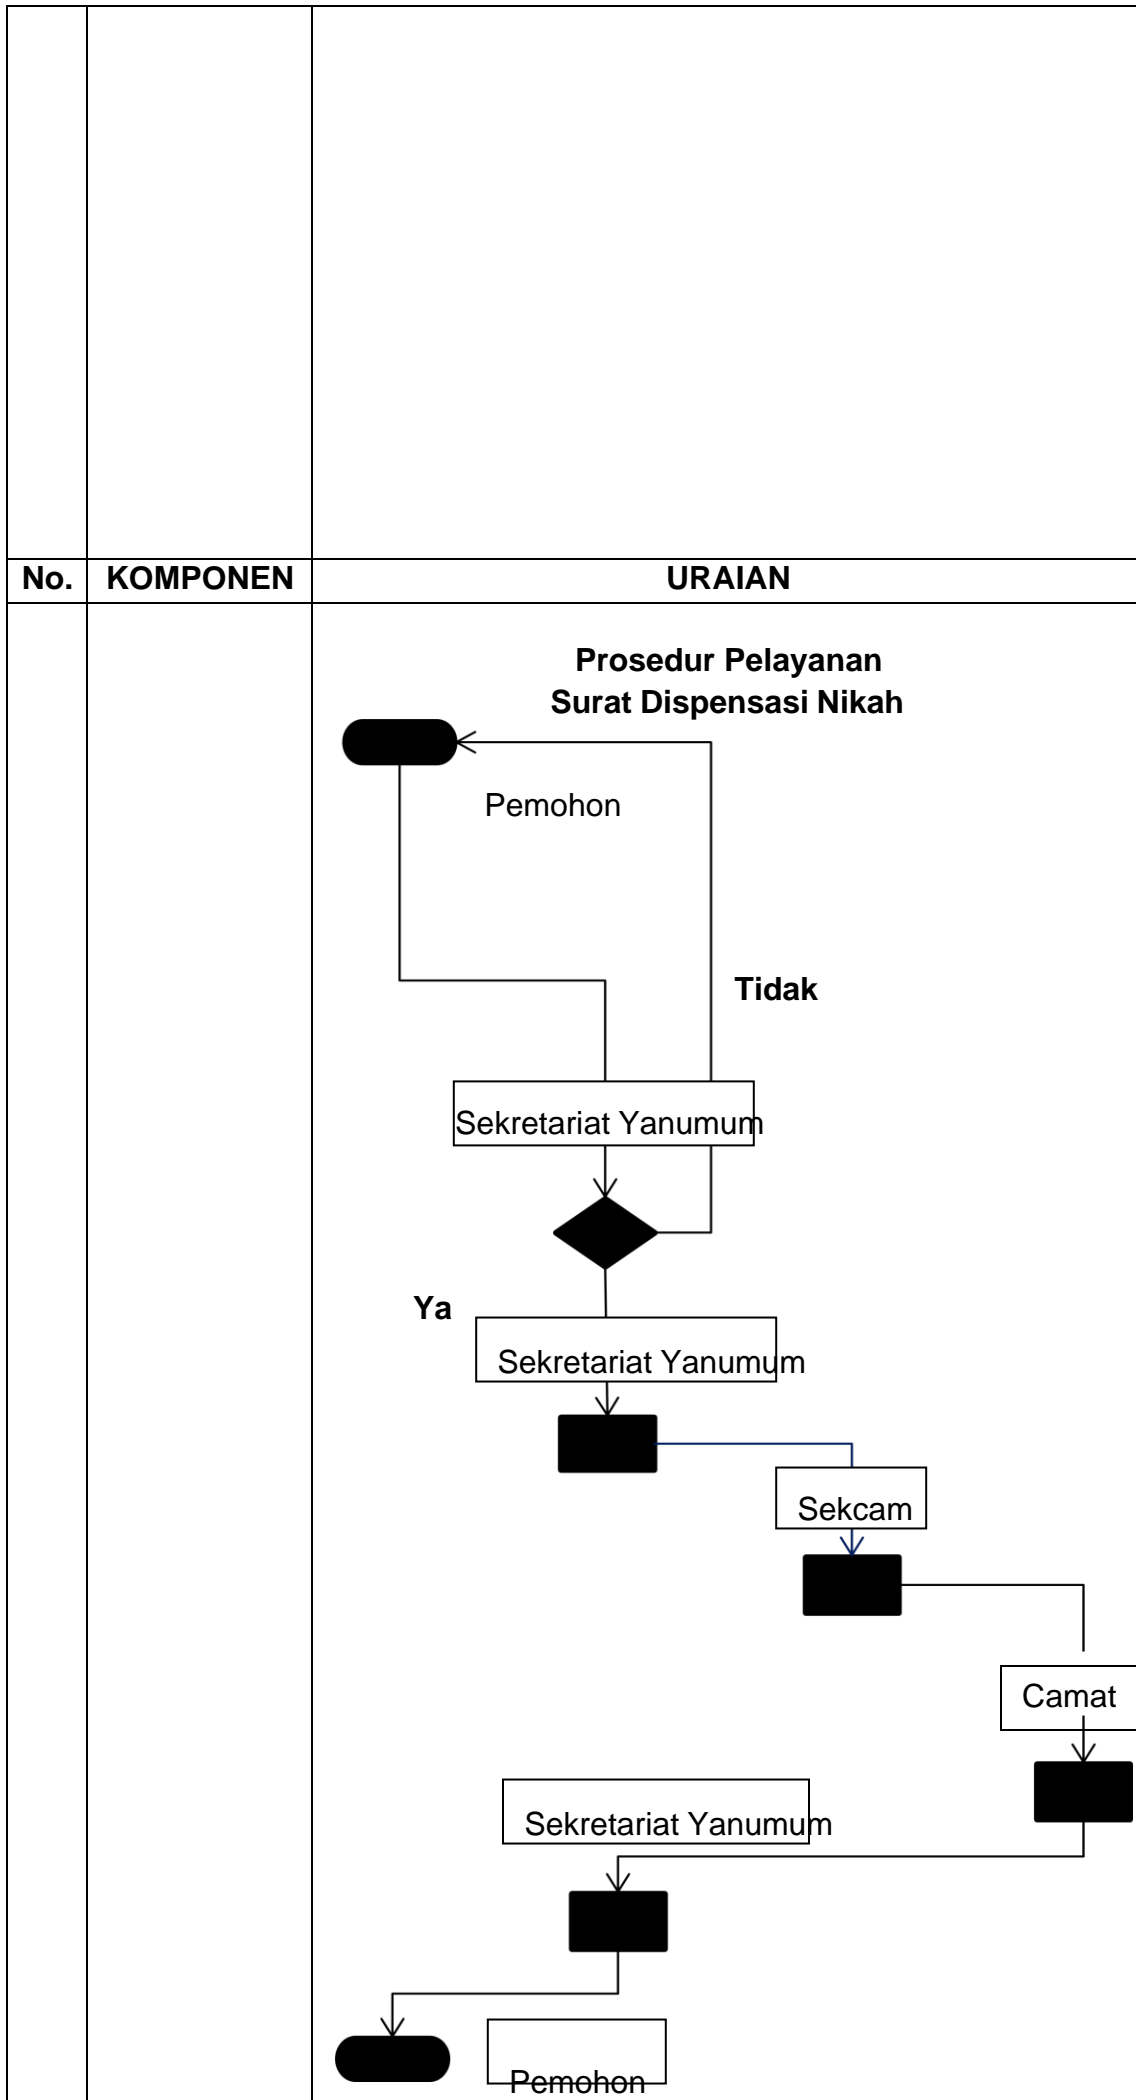 No. KOMPONEN URAIAN
Prosedur Pelayanan
Surat Dispensasi Nikah
Pemohon
Tidak
Sekretariat Yanumum
Ya
Sekretariat Yanumum
Sekcam
Camat
Sekretariat Yanumum
Pemohon